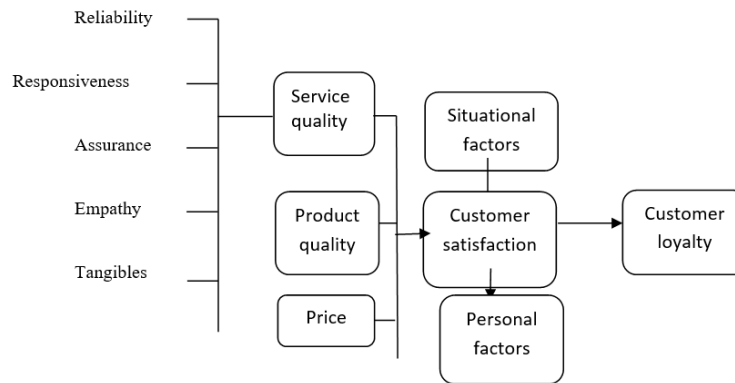 Reliability
Responsiveness
Assurance
Empathy
Tangibles
Service
quality
Product
quality
Price
Situational
factors
Customer
satisfaction
Personal
factors
Customer
loyalty